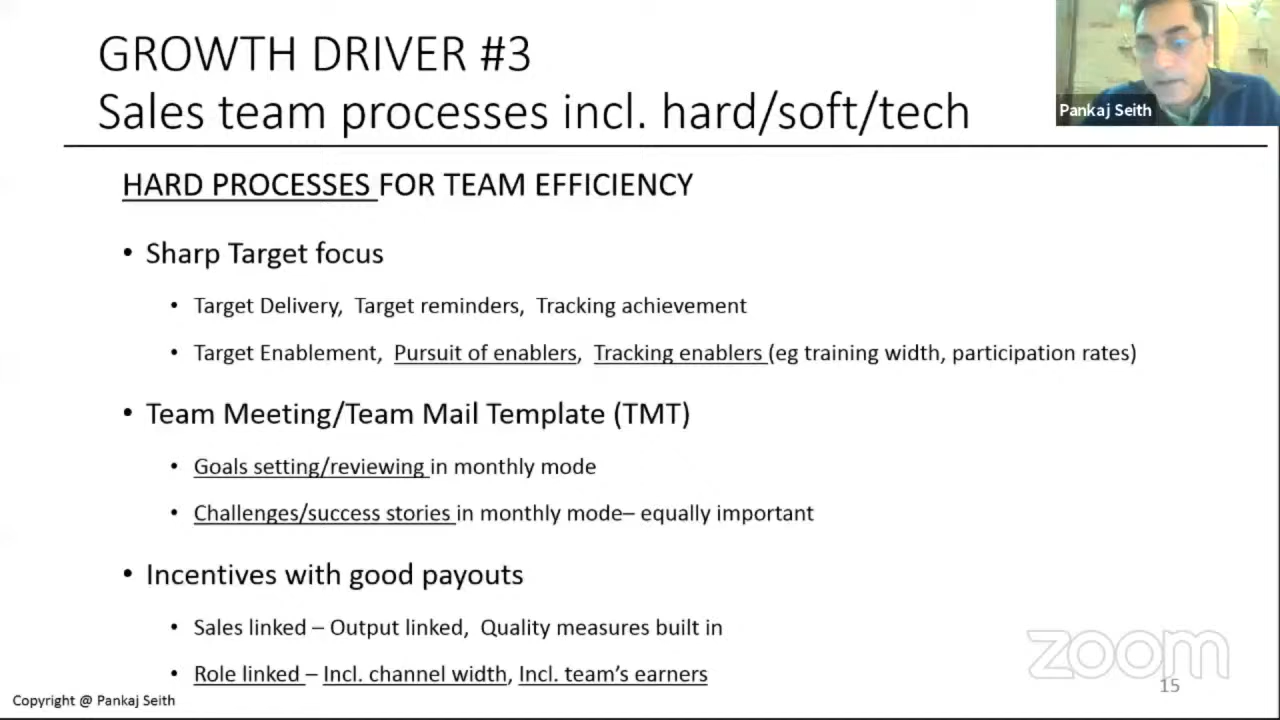 GROWTH DRIVER #3
Sales team processes incl. hard/soft/tech
Pankaj Seith
HARD PROCESSES FOR TEAM EFFICIENCY
• Sharp Target focus
• Target Delivery, Target reminders, Tracking achievement
• Target Enablement, Pursuit of enablers, Tracking enablers (eg training width, participation rates)
• Team Meeting/Team Mail Template (TMT)
• Goals setting/reviewing in monthly mode
• Challenges/success stories in monthly mode– equally important
• Incentives with good payouts
• Sales linked – Output linked, Quality measures built in
• Role linked – Incl. channel width, Incl. team's earners
zoom
15
Copyright @ Pankaj Seith